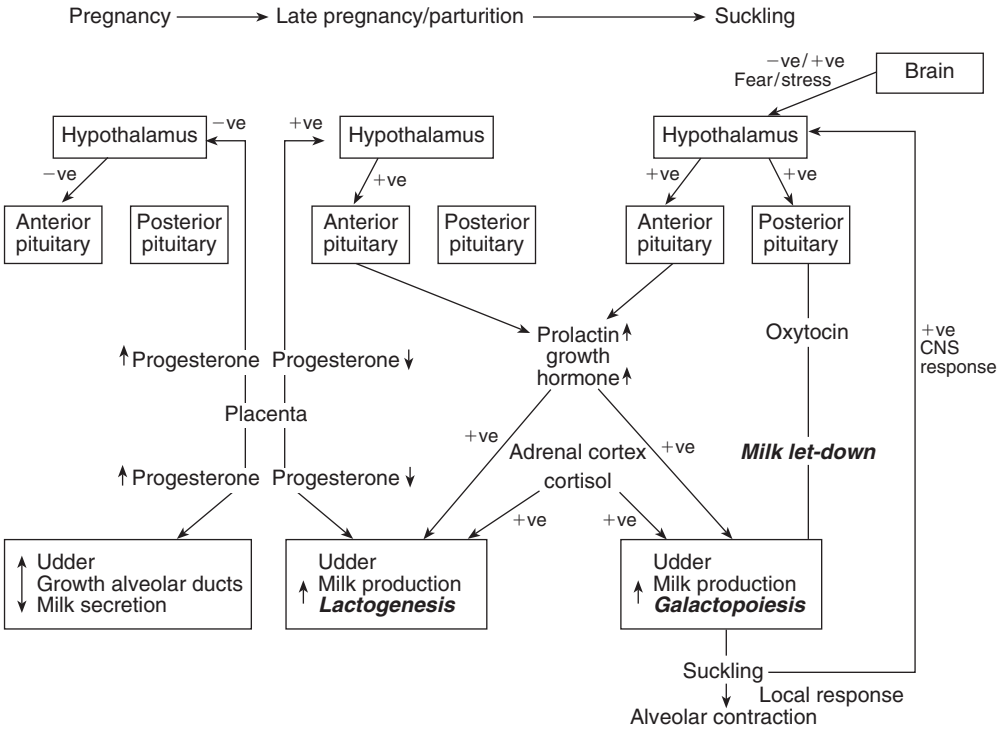 Pregnancy
Late pregnancy/parturition
Suckling
Brain
−ve/+ve
Fear/stress
Hypothalamus
−ve
−ve
Anterior
pituitary
Posterior
pituitary
+ve
Hypothalamus
+ve
Anterior
pituitary
Posterior
pituitary
Hypothalamus
+ve
+ve
Anterior
pituitary
Posterior
pituitary
Prolactin
growth
hormone
Oxytocin
+ve
CNS
response
Progesterone
Progesterone
Placenta
Progesterone
Progesterone
+ve
+ve
Adrenal cortex
cortisol
+ve
+ve
Milk let-down
Udder
Growth alveolar ducts
Milk secretion
Udder
Milk production
Lactogenesis
Udder
Milk production
Galactopoiesis
Suckling
Local response
Alveolar contraction